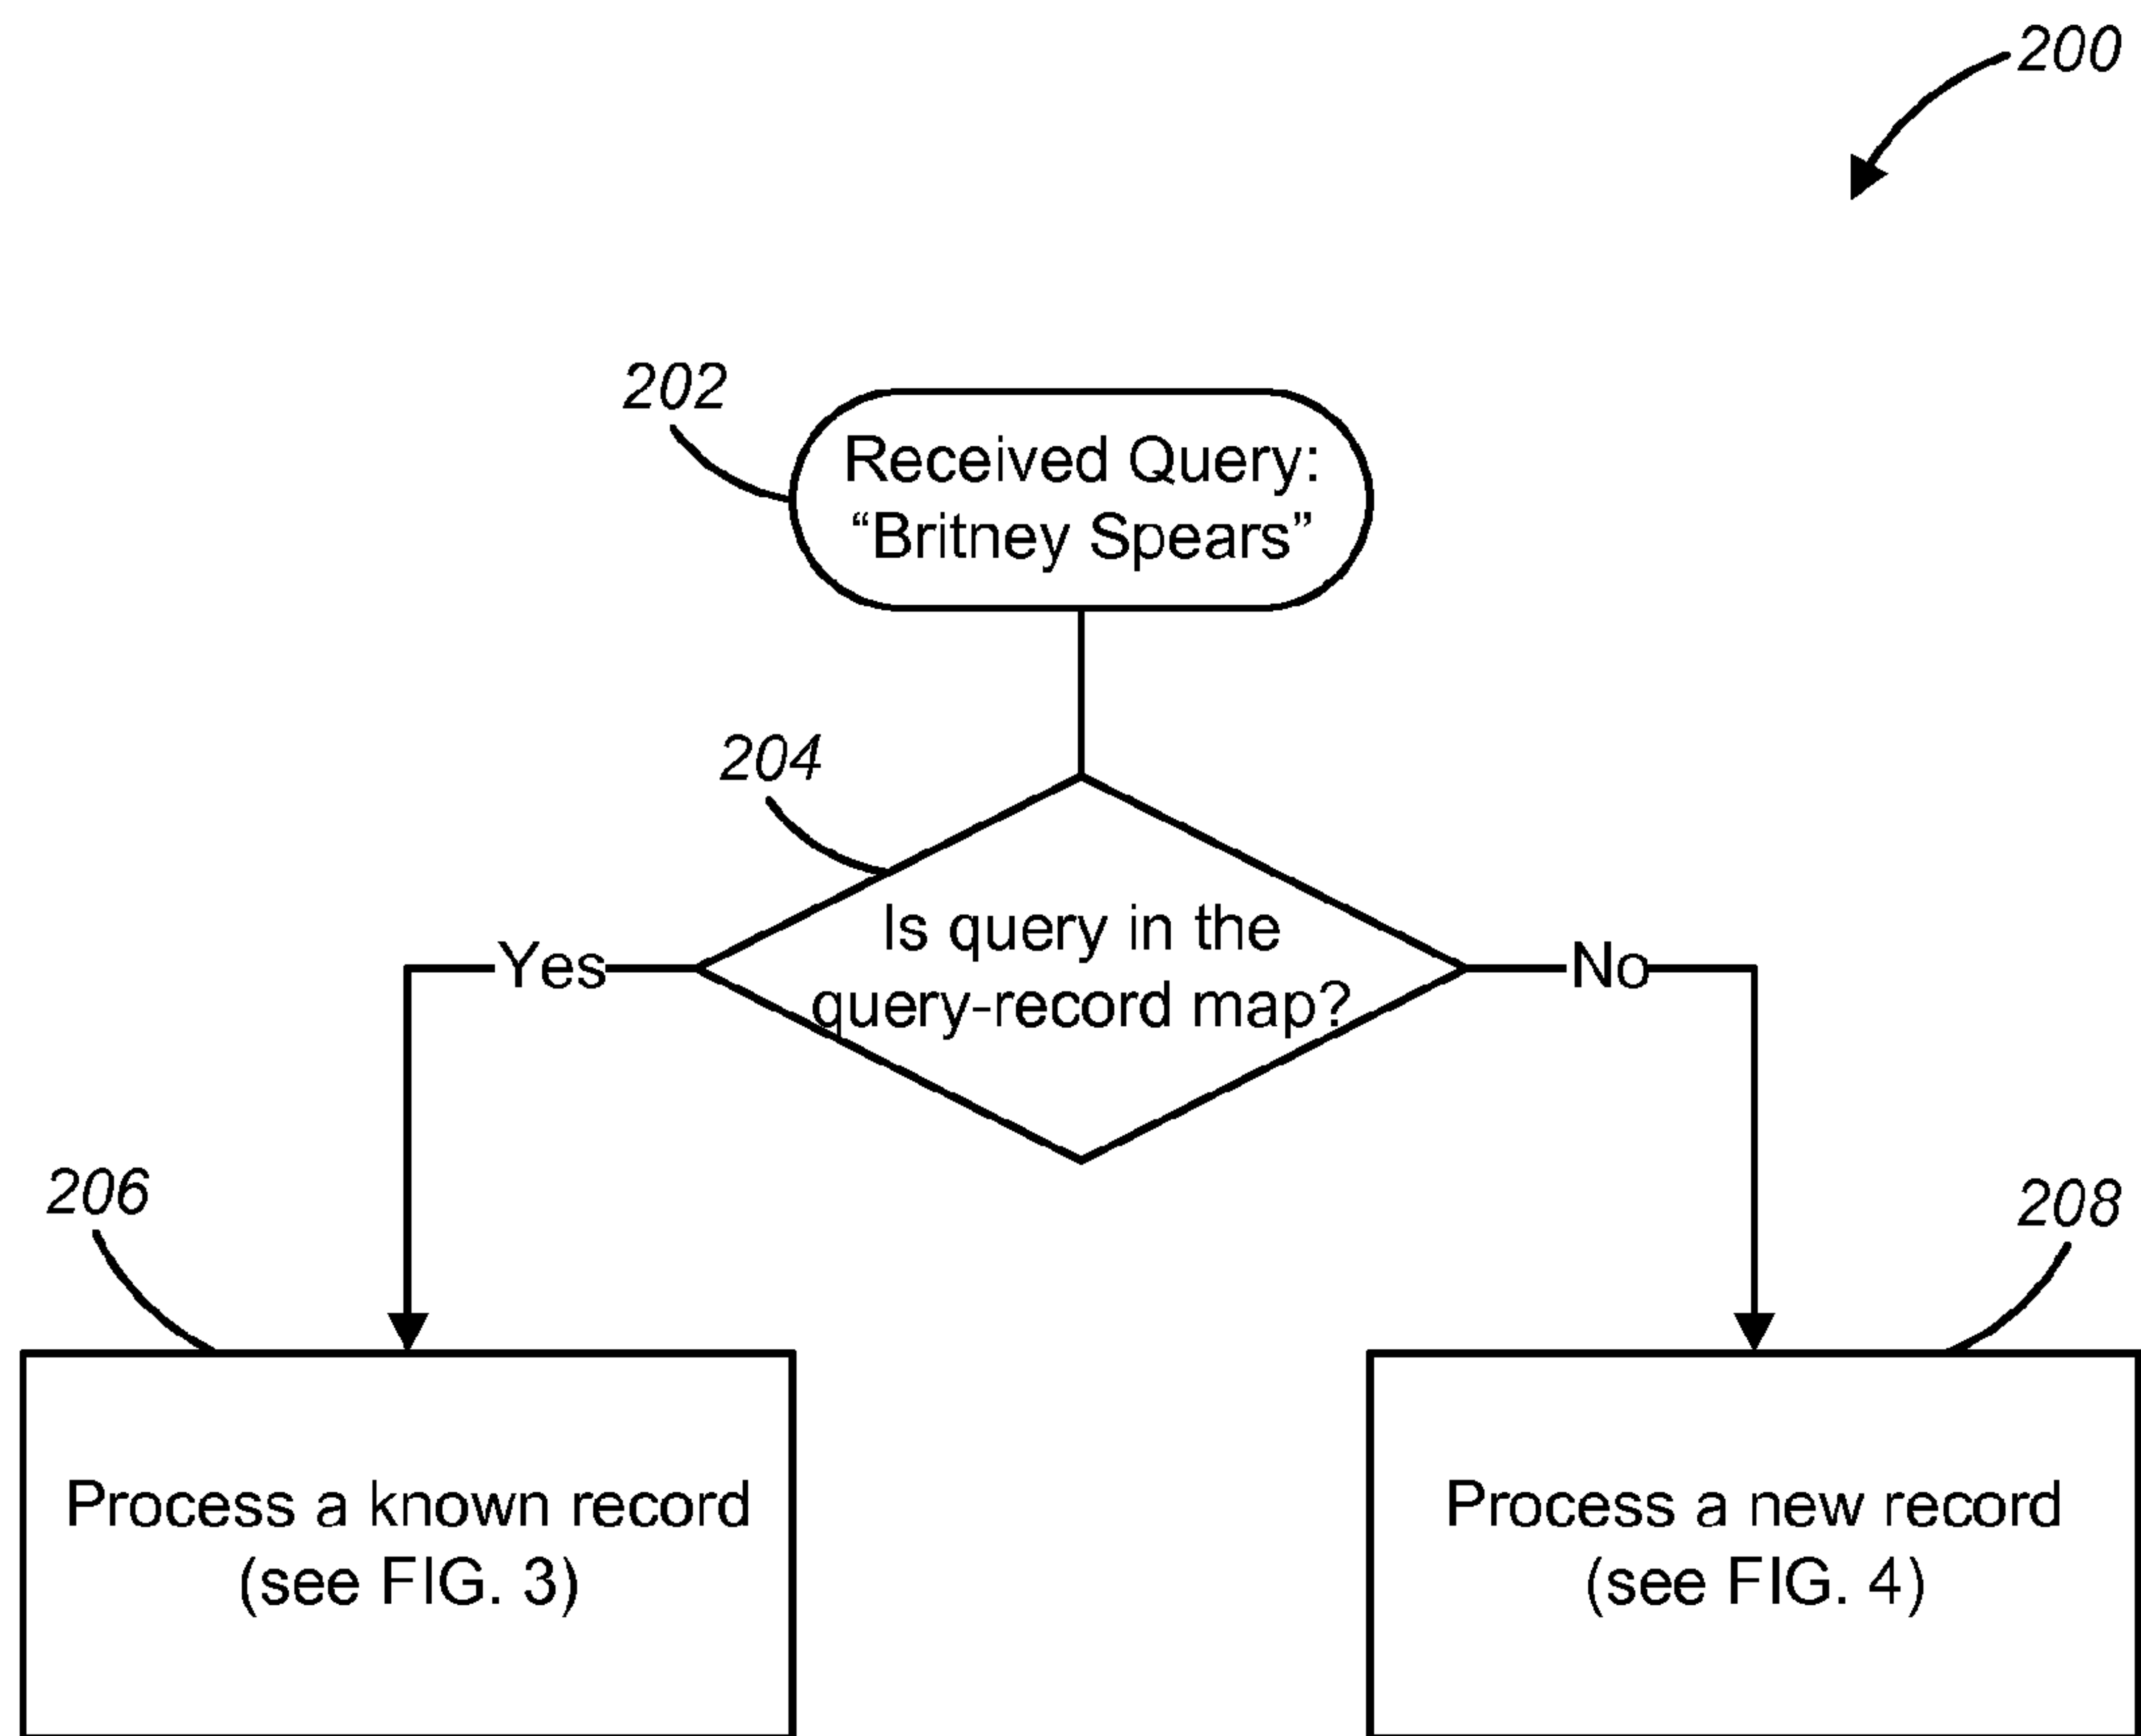 200
202
Received Query:
“Britney Spears”
204
Is query in the
query-record map?
Yes
No
206
208
Process a known record
(see FIG. 3)
Process a new record
(see FIG. 4)